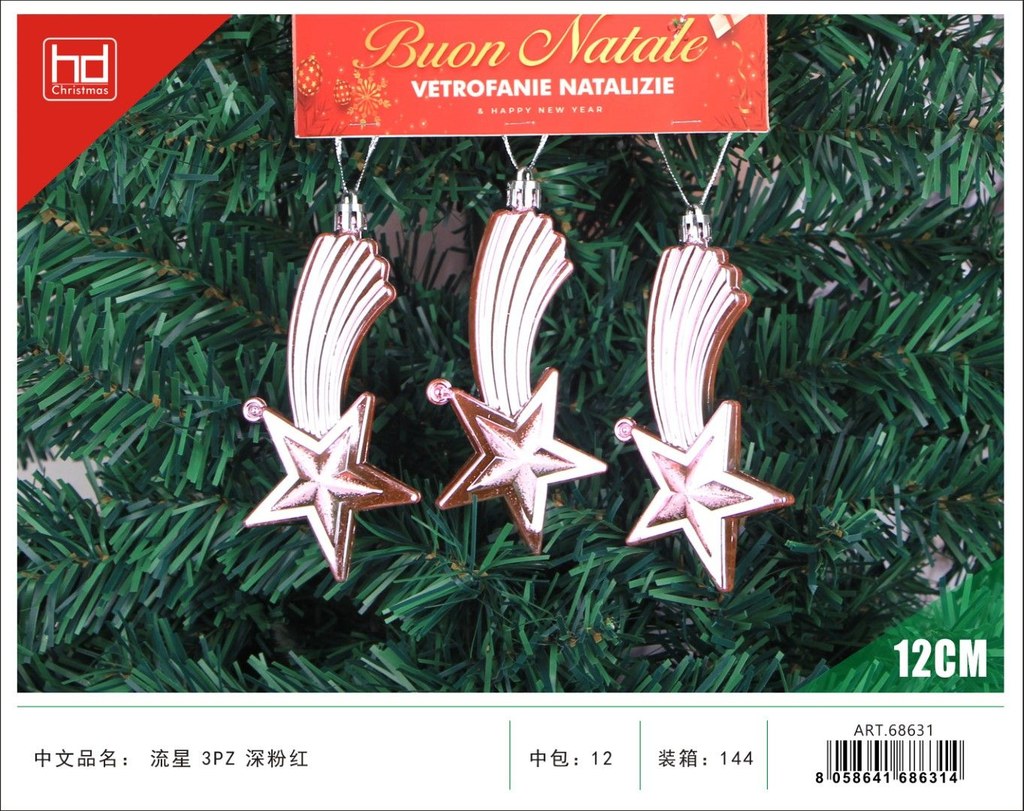 hd
Christmas
Buon Natale
VETROFANIE NATALIZIE
& HAPPY NEW YEAR
12CM
中文品名： 流星 3PZ 深粉红
中包：12
装箱：144
ART.68631
8 058641 686314